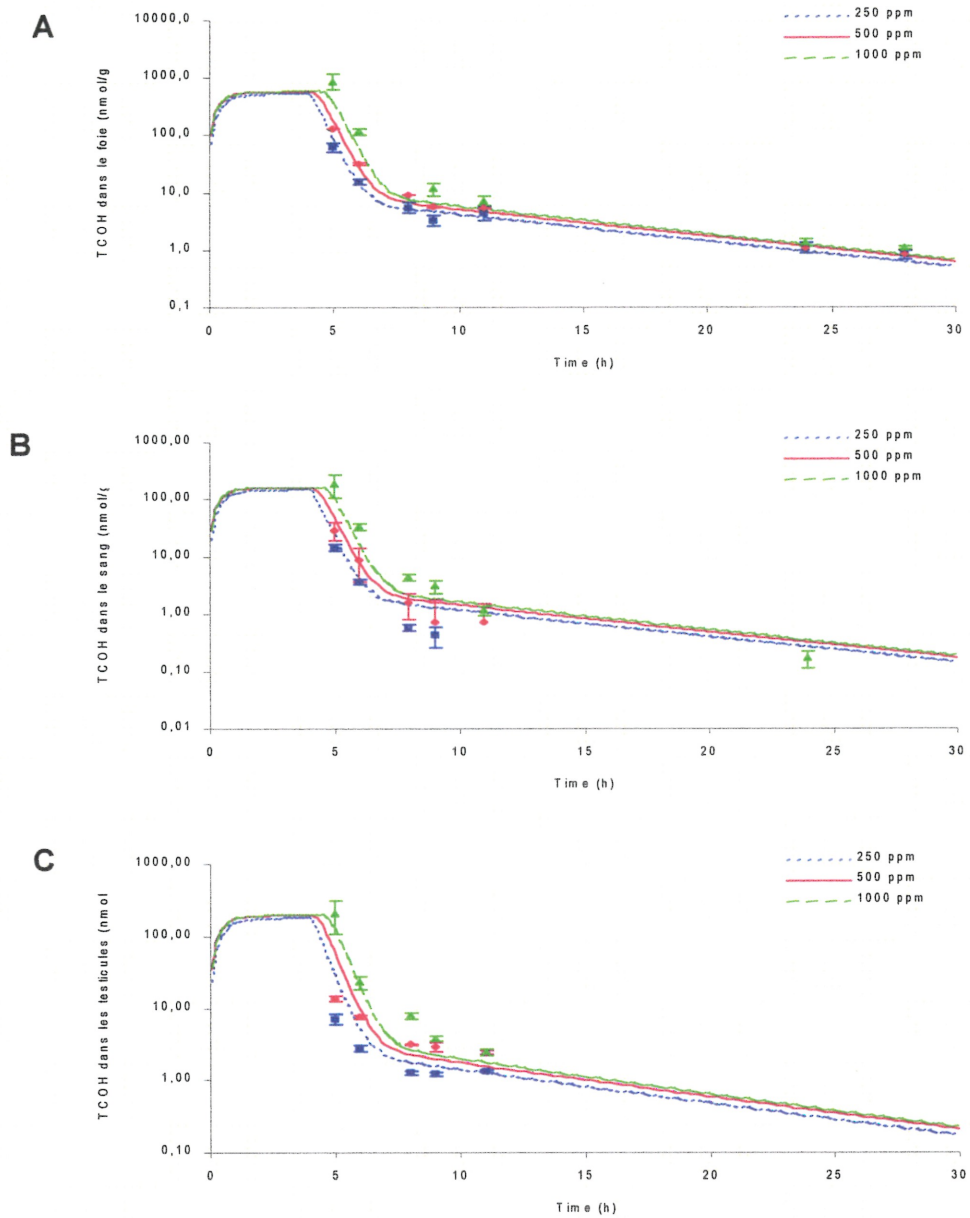 A
250 ppm
500 ppm
1000 ppm
TCOH dans le foie (nmol/g
10000,0
1000,0
100,0
10,0
1,0
0,1
0 5 10 15 20 25 30
Time (h)
B
250 ppm
500 ppm
1000 ppm
TCOH dans le sang (nmol/
1000,00
100,00
10,00
1,00
0,10
0,01
0 5 10 15 20 25 30
Time (h)
C
250 ppm
500 ppm
1000 ppm
TCOH dans les testicules (nmol
1000,00
100,00
10,00
1,00
0,10
0 5 10 15 20 25 30
Time (h)